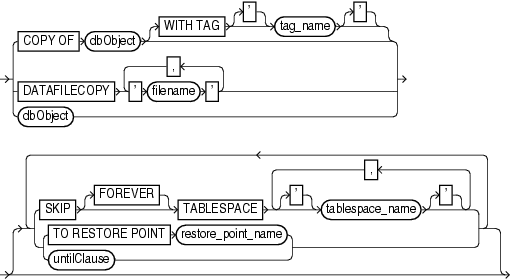 ' '
WITH TAG tag_name
COPY OF dbObject
,
DATAFILECOPY ' filename '
dbObject
,
FOREVER ' '
SKIP TABLESPACE tablespace_name
TO RESTORE POINT restore_point_name
untilClause